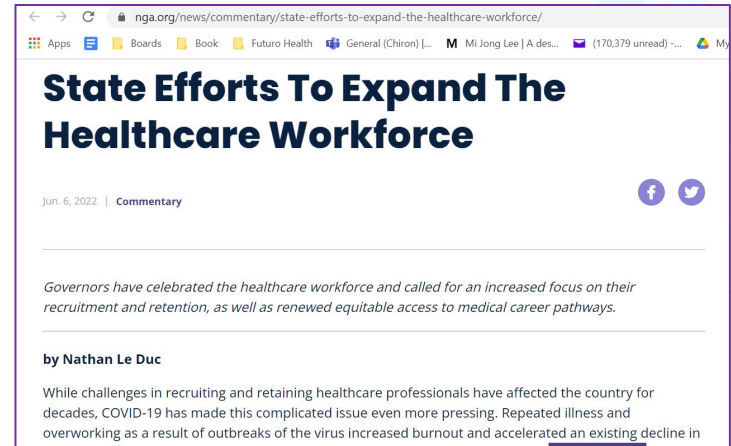 nga.org/news/commentary/state-efforts-to-expand-the-healthcare-workforce/
Apps Boards Book Futuro Health General (Chiron) |... M Mi Jong Lee | A des... (170,379 unread) -... My
State Efforts To Expand The
Healthcare Workforce
Jun. 6, 2022 | Commentary
Governors have celebrated the healthcare workforce and called for an increased focus on their
recruitment and retention, as well as renewed equitable access to medical career pathways.
by Nathan Le Duc
While challenges in recruiting and retaining healthcare professionals have affected the country for
decades, COVID-19 has made this complicated issue even more pressing. Repeated illness and
overworking as a result of outbreaks of the virus increased burnout and accelerated an existing decline in